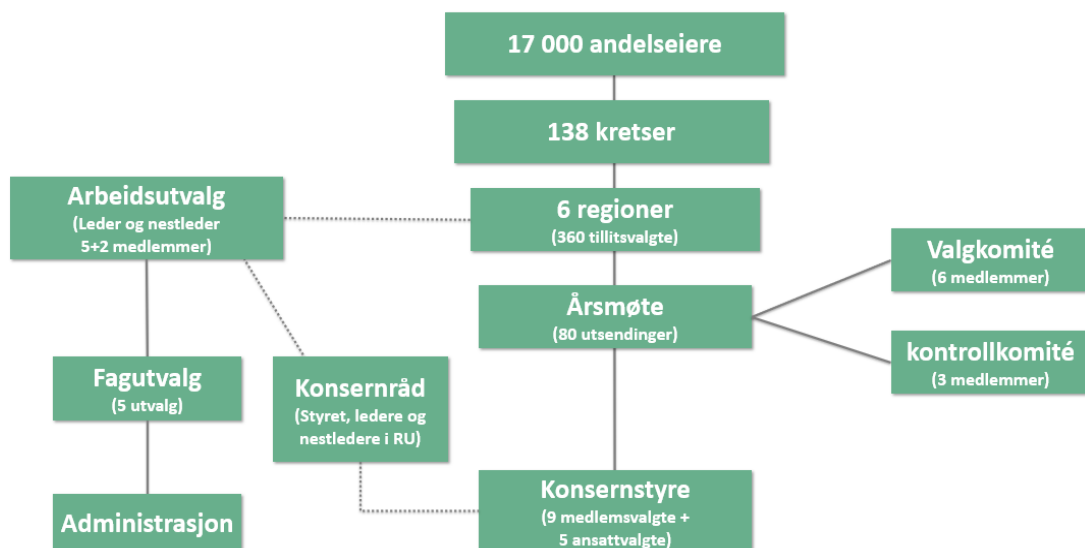 17 000 andelseiere
138 kretser
Arbeidsutvalg
(Leder og nestleder
5+2 medlemmer)
6 regioner
(360 tillitsvalgte)
Valgkomité
(6 medlemmer)
Årsmøte
(80 utsendinger)
kontrollkomité
(3 medlemmer)
Fagutvalg
(5 utvalg)
Konsernråd
(Styret, ledere og
nestledere i RU)
Konsernstyre
(9 medlemsvalgte +
5 ansattvalgte)
Administrasjon